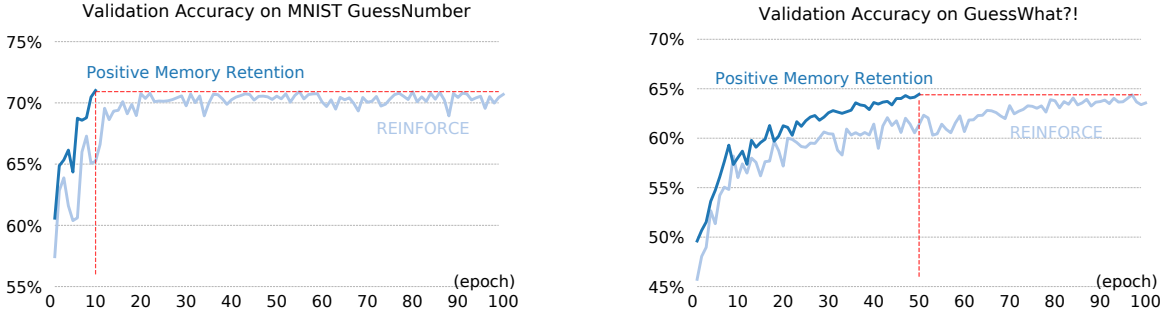 Validation Accuracy on MNIST GuessNumber
75%
Positive Memory Retention
70%
REINFORCE
65%
60%
(epoch)
55%
0 10 20 30 40 50 60 70 80 90 100
Validation Accuracy on GuessWhat?!
70%
65%
Positive Memory Retention
REINFORCE
60%
55%
50%
(epoch)
45%
0 10 20 30 40 50 60 70 80 90 100